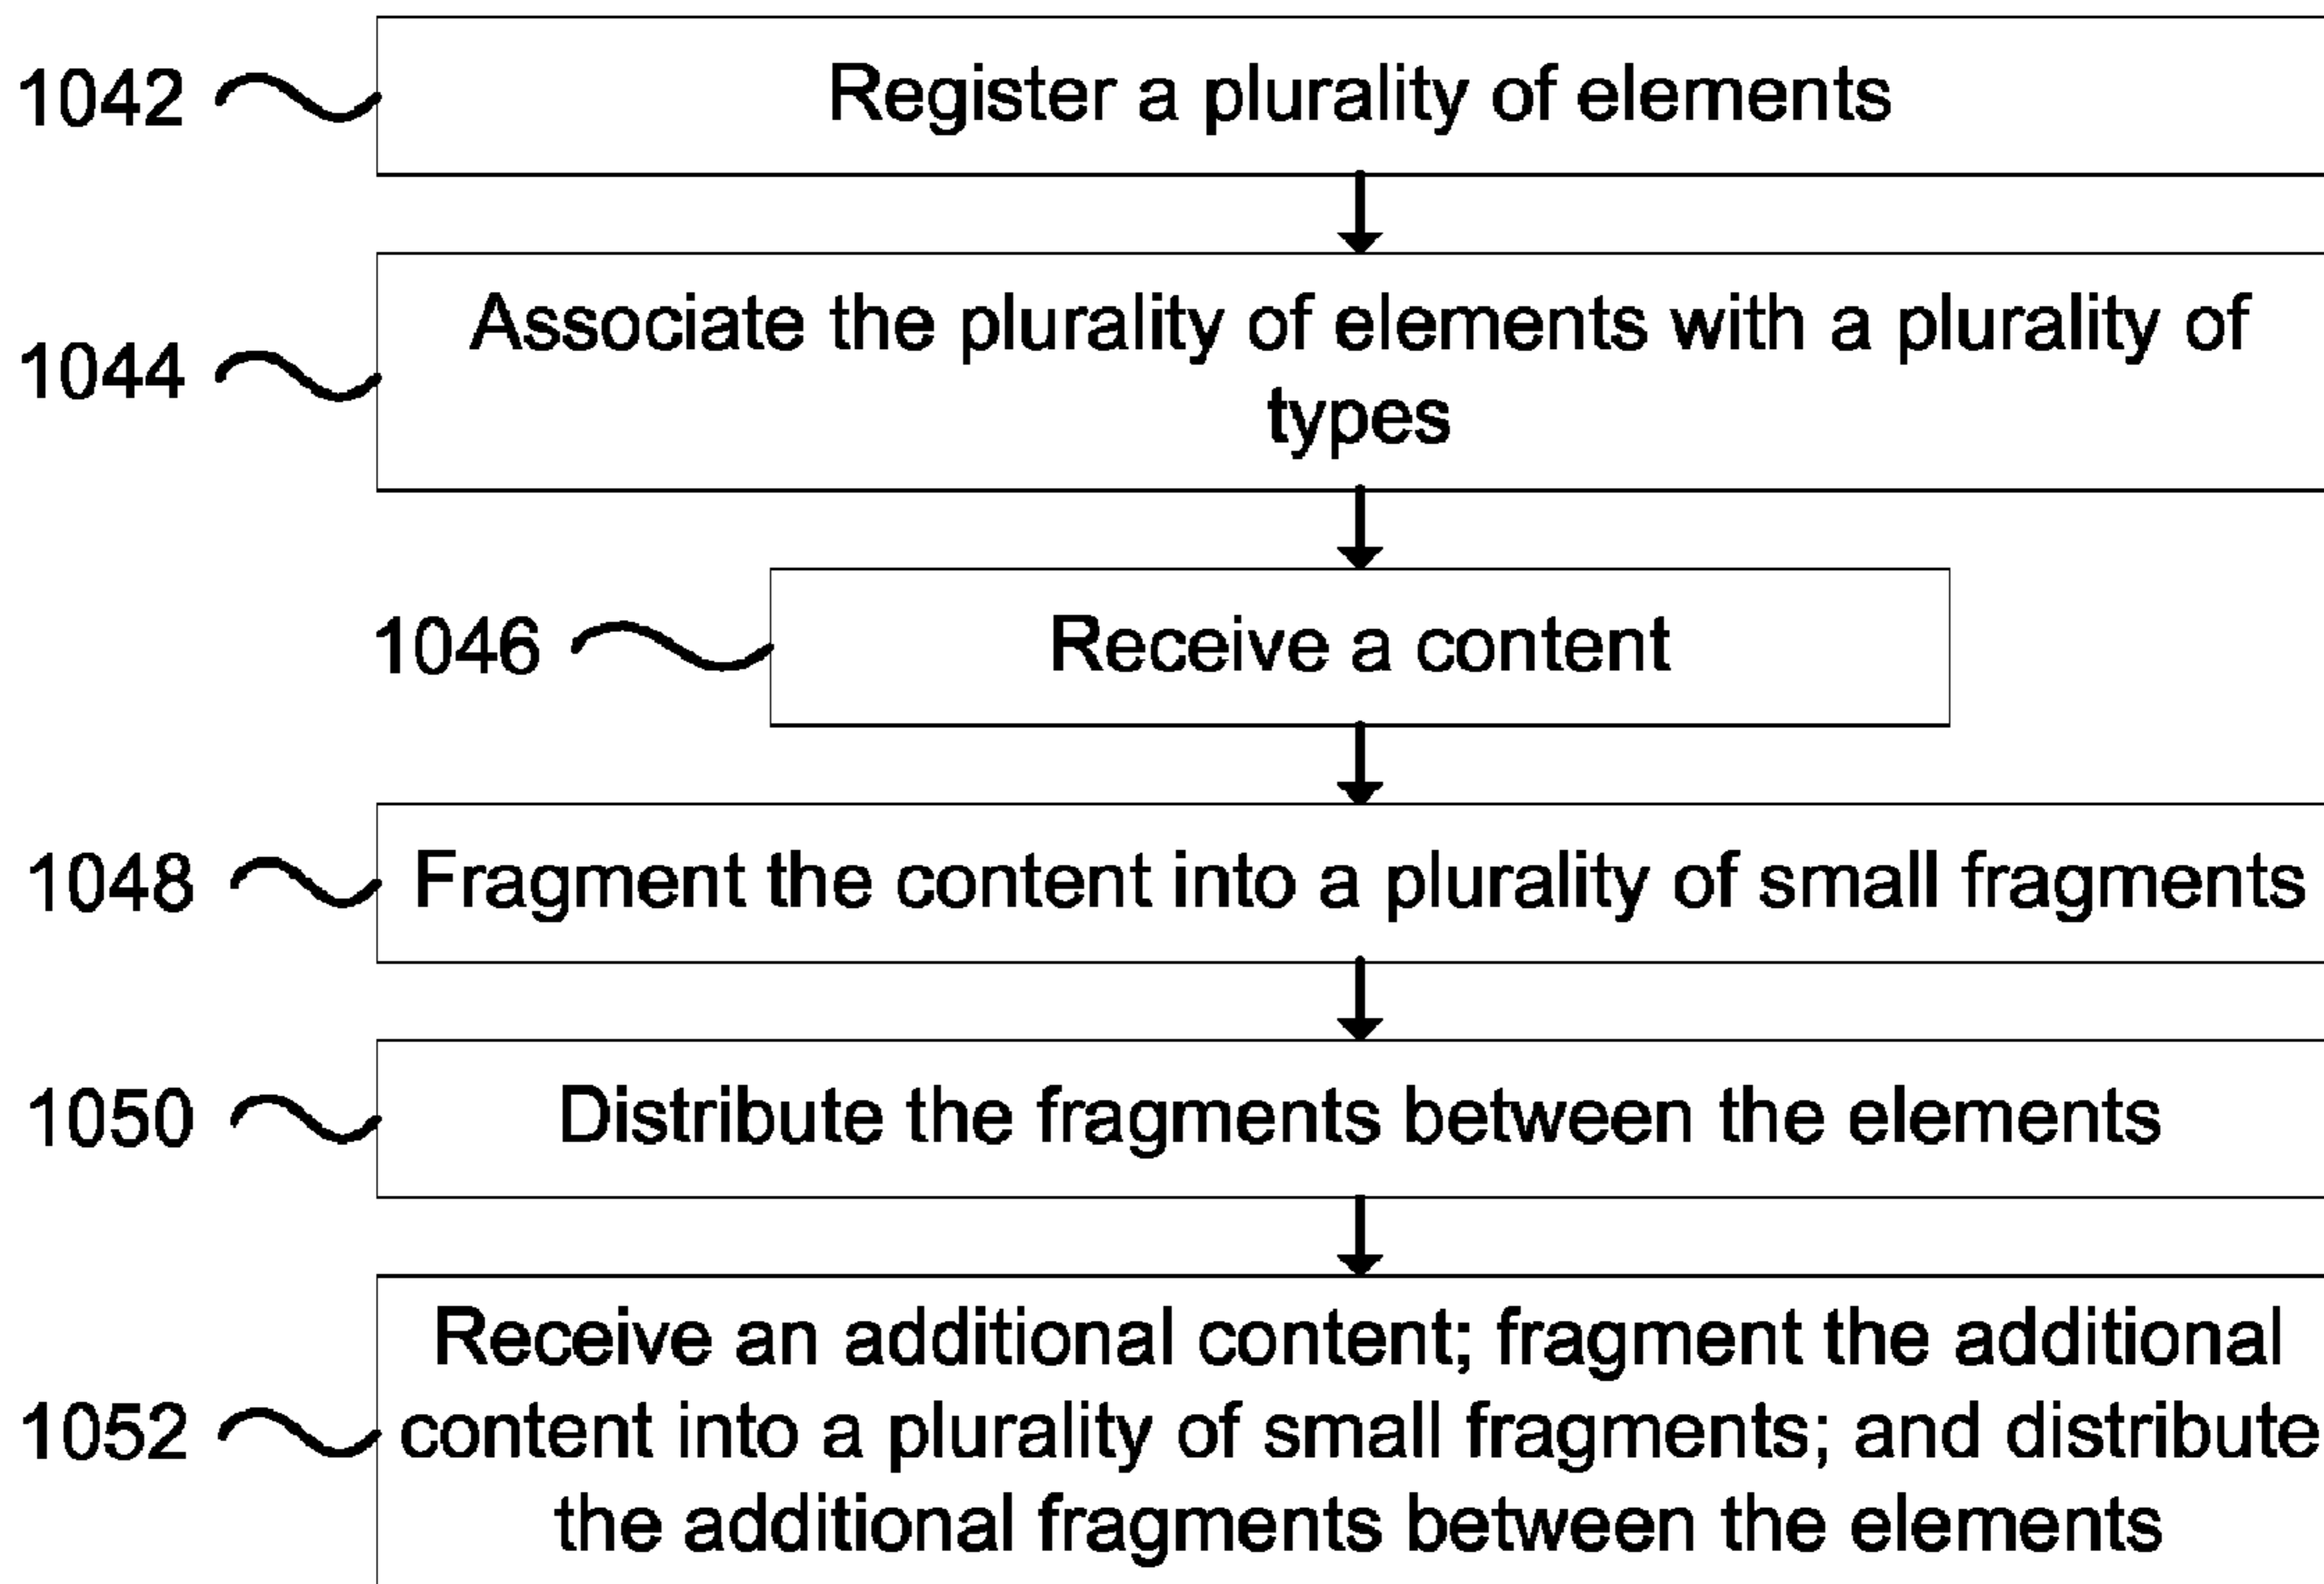 1042
Register a plurality of elements
1044
Associate the plurality of elements with a plurality of
types
1046
Receive a content
1048
Fragment the content into a plurality of small fragments
1050
Distribute the fragments between the elements
1052
Receive an additional content; fragment the additional
content into a plurality of small fragments; and distribute
the additional fragments between the elements